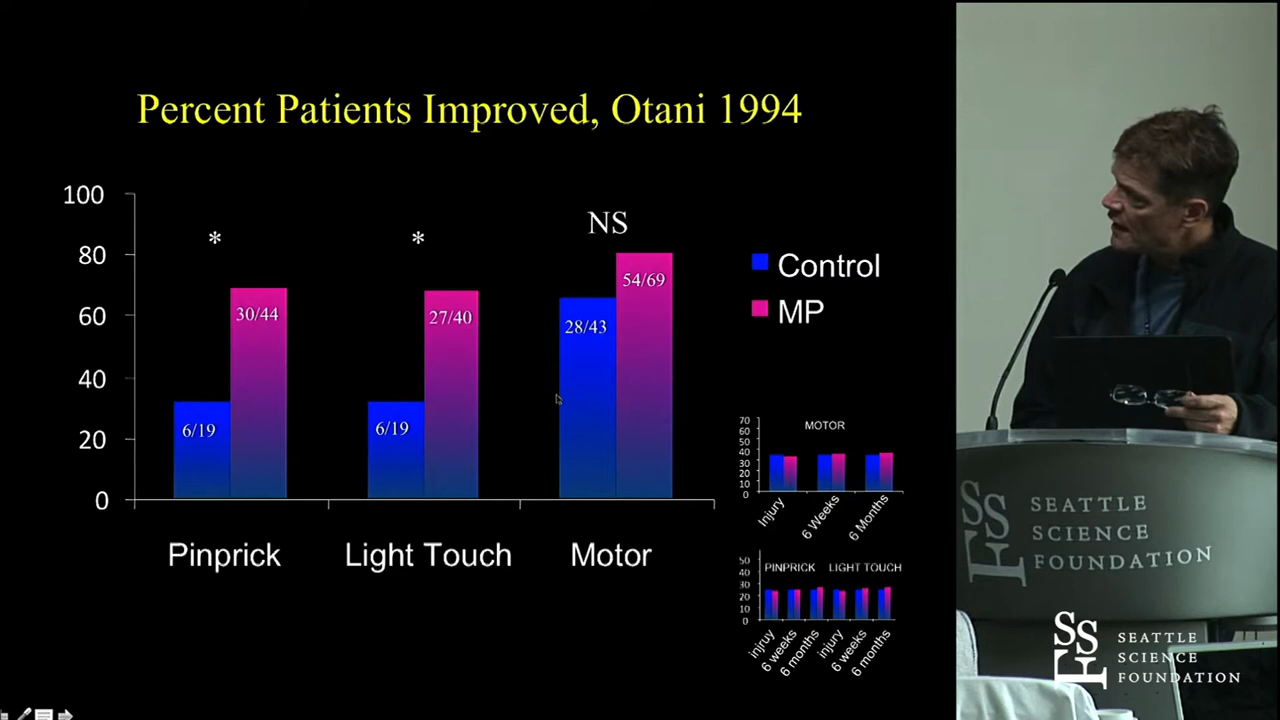 Percent Patients Improved, Otani 1994
100
80
60
40
20
0
*
*
NS
6/19
30/44
6/19
27/40
28/43
54/69
Pinprick
Light Touch
Motor
Control
MP
MOTOR
70
60
50
40
30
20
10
0
Injury
6 Weeks
6 Months
PINPRICK
LIGHT TOUCH
50
40
30
20
10
0
injruy
6 weeks
6 months
injury
6 weeks
6 months
SSF
SEATTLE
SCIENCE
FOUNDATION
SSF
SEATTLE
SCIENCE
FOUNDATION